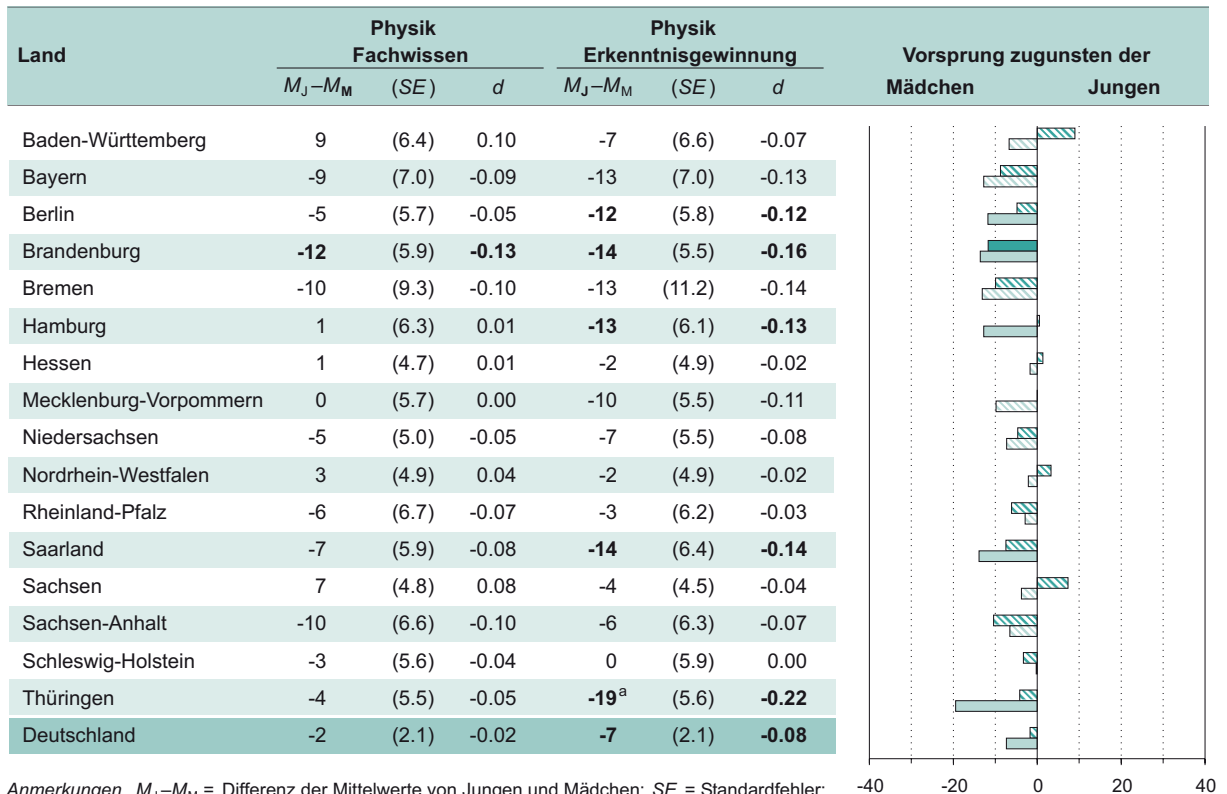 Land Physik Fachwissen Physik Erkenntnisgewinnung Vorsprung zugunsten der
MJ–MM (SE) d MJ–MM (SE) d Mädchen Jungen
Baden-Württemberg 9 (6.4) 0.10 -7 (6.6) -0.07
Bayern -9 (7.0) -0.09 -13 (7.0) -0.13
Berlin -5 (5.7) -0.05 -12 (5.8) -0.12
Brandenburg -12 (5.9) -0.13 -14 (5.5) -0.16
Bremen -10 (9.3) -0.10 -13 (11.2) -0.14
Hamburg 1 (6.3) 0.01 -13 (6.1) -0.13
Hessen 1 (4.7) 0.01 -2 (4.9) -0.02
Mecklenburg-Vorpommern 0 (5.7) 0.00 -10 (5.5) -0.11
Niedersachsen -5 (5.0) -0.05 -7 (5.5) -0.08
Nordrhein-Westfalen 3 (4.9) 0.04 -2 (4.9) -0.02
Rheinland-Pfalz -6 (6.7) -0.07 -3 (6.2) -0.03
Saarland -7 (5.9) -0.08 -14 (6.4) -0.14
Sachsen 7 (4.8) 0.08 -4 (4.5) -0.04
Sachsen-Anhalt -10 (6.6) -0.10 -6 (6.3) -0.07
Schleswig-Holstein -3 (5.6) -0.04 0 (5.9) 0.00
Thüringen -4 (5.5) -0.05 -19a (5.6) -0.22
Deutschland -2 (2.1) -0.02 -7 (2.1) -0.08
-40 -20 0 20 40
Anmerkungen. MJ–MM = Differenz der Mittelwerte von Jungen und Mädchen; SE = Standardfehler;